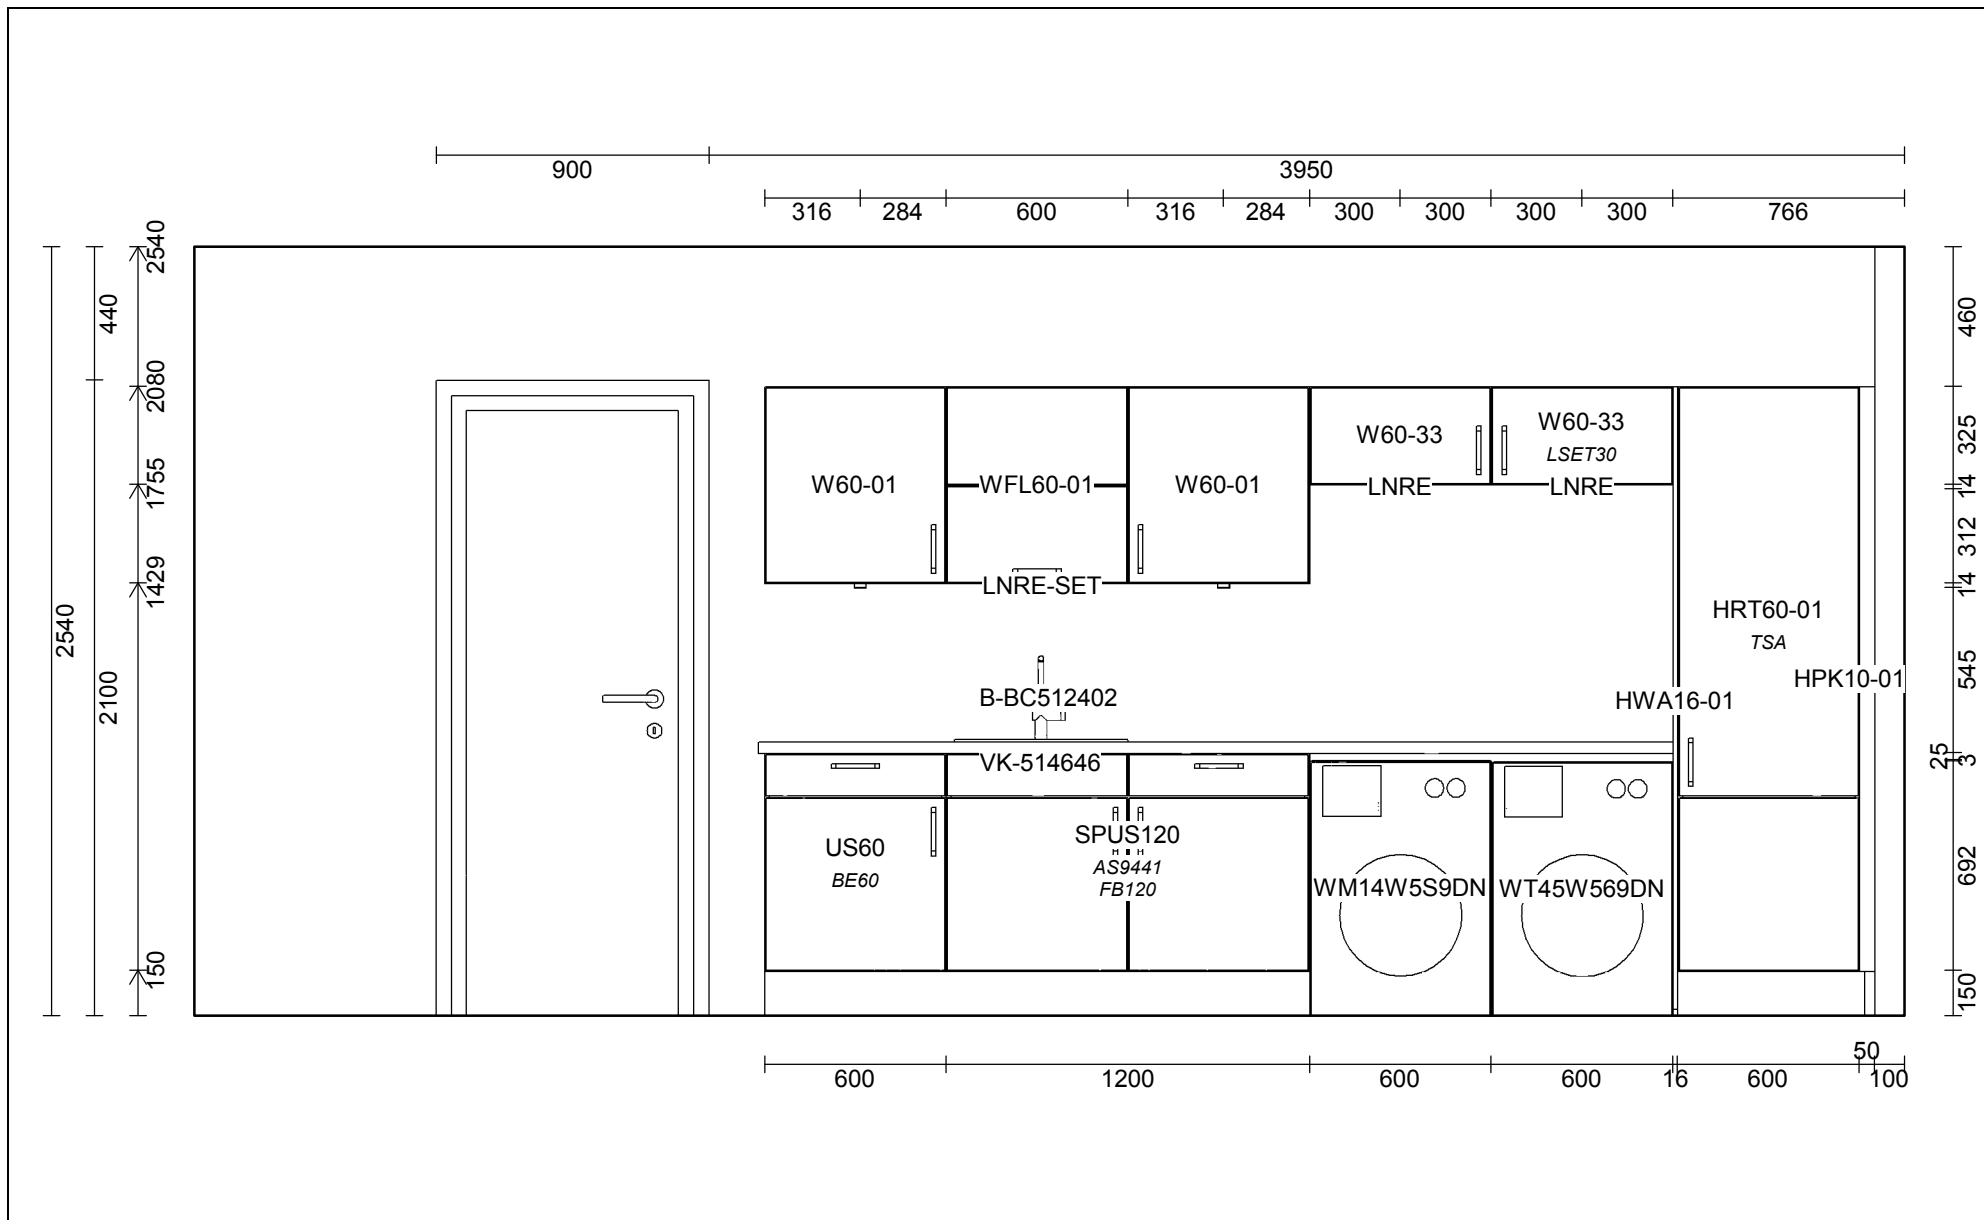 900
3950
316
284
600
316
284
300
300
300
300
766
2540
440
2080
1755
1429
2540
2100
150
460
325
14
312
14
545
25
3
692
150
W60-01
WFL60-01
W60-01
W60-33
W60-33
LSET30
LNRE
LNRE
LNRE-SET
HRT60-01
TSA
HPK10-01
HWA16-01
B-BC512402
VK-514646
US60
BE60
SPUS120
AS9441
FB120
WM14W5S9DN
WT45W569DN
50
600
1200
600
600
16
600
100